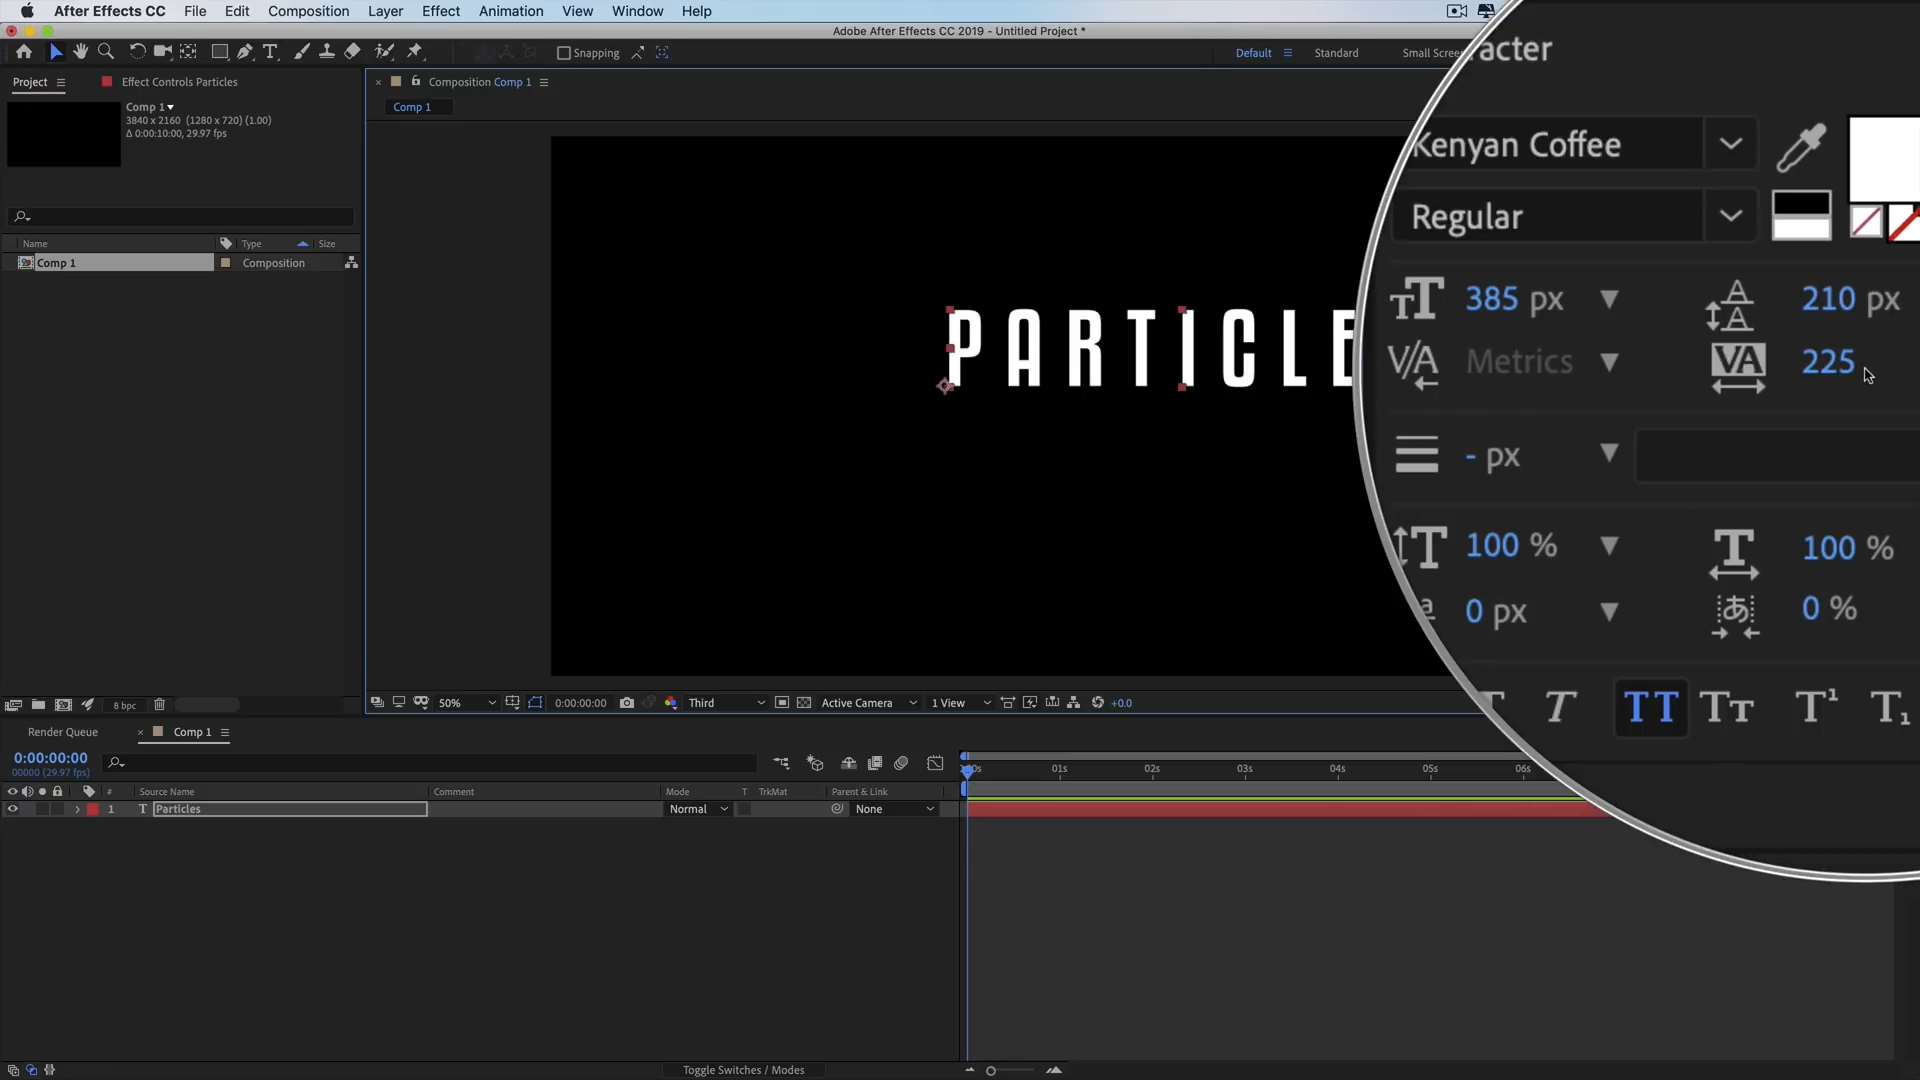 After Effects CC File Edit Composition Layer Effect Animation View Window Help
Adobe After Effects CC 2019 - Untitled Project *
Snapping Default Standard Small Scree
Project Effect Controls Particles
Composition Comp 1
Comp 1
3840 x 2160 (1280 x 720) (1.00)
Δ 0:00:10:00, 29.97 fps
Comp 1
Name Type Size
Comp 1 Composition
PARTICLE
racter
Kenyan Coffee
Regular
385 px 210 px
Metrics 225
- px
100 % 100 %
0 px 0 %
8 bpc
50% 0:00:00:00 Third Active Camera 1 View +0.0
Render Queue Comp 1
0:00:00:00
00000 (29.97 fps)
# Source Name Comment Mode T TrkMat Parent & Link
1 Particles Normal None
00s 01s 02s 03s 04s 05s 06s
Toggle Switches / Modes